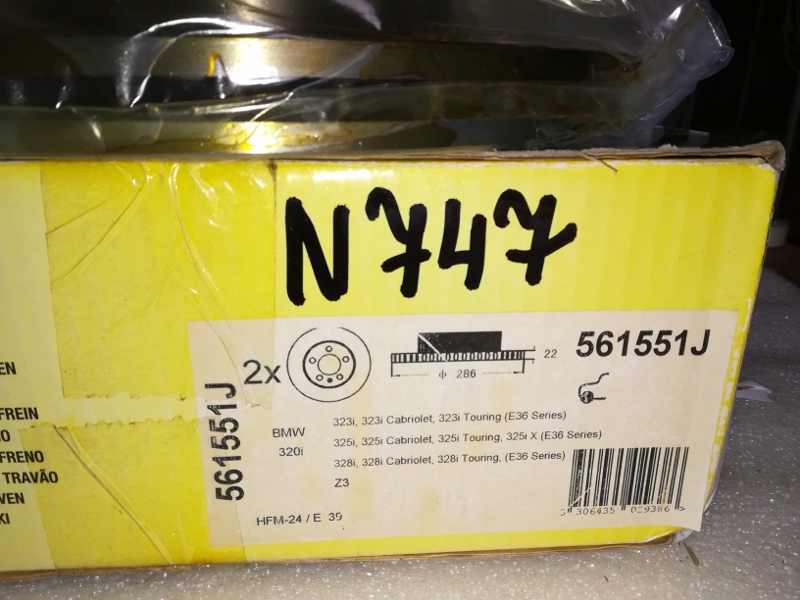 N747
EN
FREIN
O
FRENO
TRAVÃO
VEN
KI
561551J
2x
22
ф 286
561551J
BMW
320i
323i, 323i Cabriolet, 323i Touring (E36 Series)
325i, 325i Cabriolet, 325i Touring, 325i X (E36 Series)
328i, 328i Cabriolet, 328i Touring, (E36 Series)
Z3
HFM-24 / E 39
306435